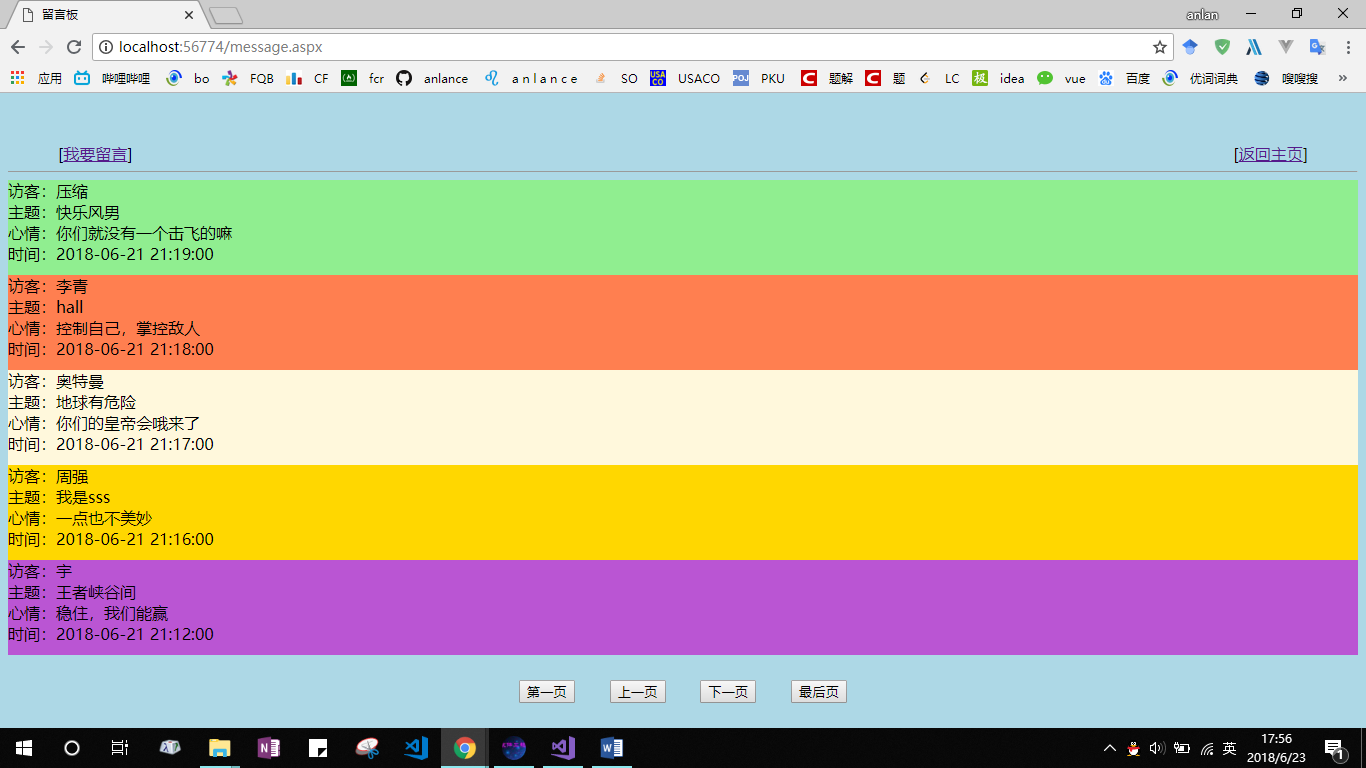 留言板
anlan
localhost:56774/message.aspx
应用 哔哩哔哩 bo FQB CF fcr anlance a n l a n c e SO USACO PKU 题解 题 LC idea vue 百度 优词词典 嗖嗖搜 »
[我要留言] [返回主页]
访客：压缩
主题：快乐风男
心情：你们就没有一个击飞的嘛
时间：2018-06-21 21:19:00
访客：李青
主题：hall
心情：控制自己，掌控敌人
时间：2018-06-21 21:18:00
访客：奥特曼
主题：地球有危险
心情：你们的皇帝会哦来了
时间：2018-06-21 21:17:00
访客：周强
主题：我是sss
心情：一点也不美妙
时间：2018-06-21 21:16:00
访客：宇
主题：王者峡谷间
心情：稳住，我们能赢
时间：2018-06-21 21:12:00
第一页 上一页 下一页 最后页
英
17:56
2018/6/23
1